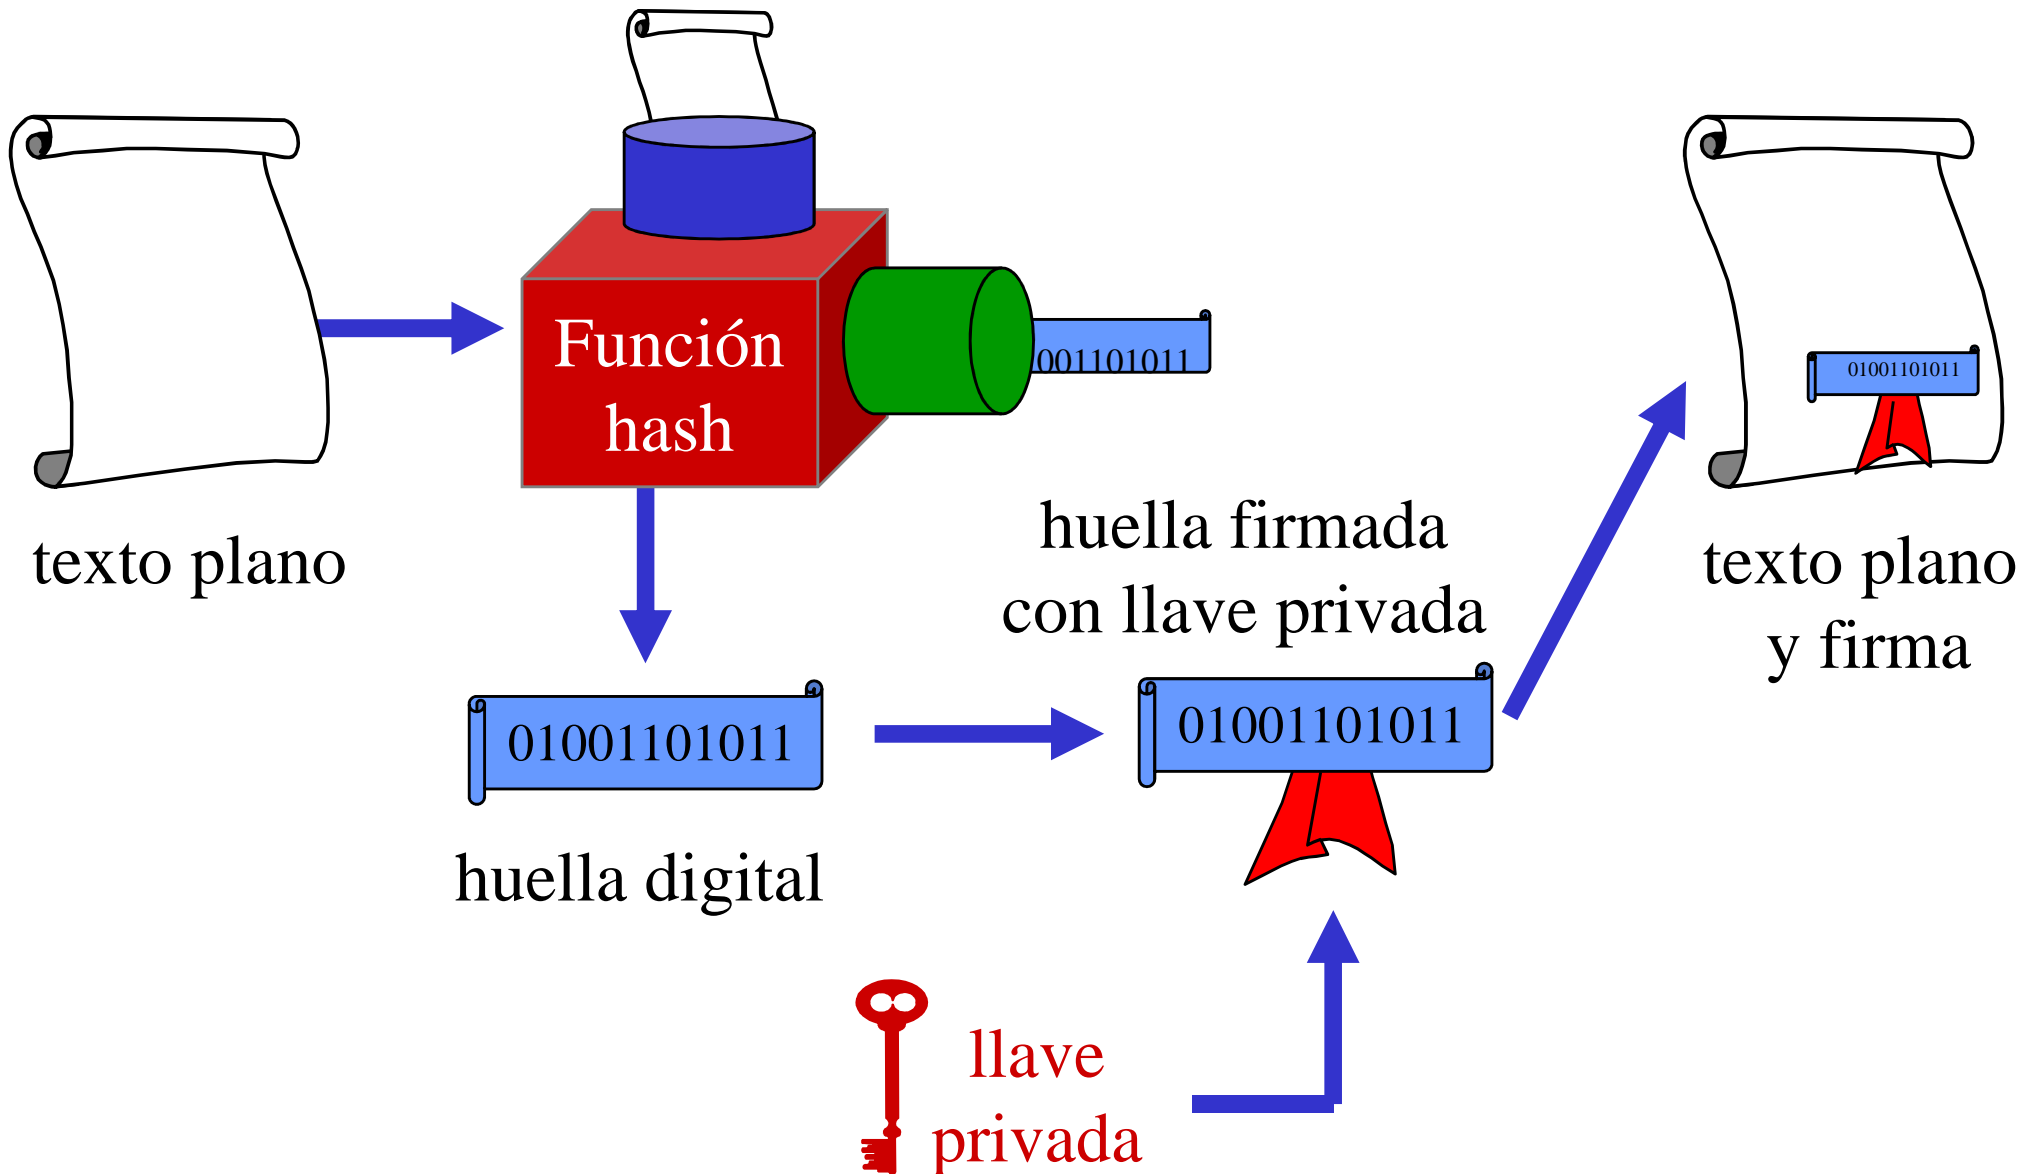 texto plano
Función
hash
001101011
01001101011
huella digital
huella firmada
con llave privada
01001101011
llave
privada
01001101011
texto plano
y firma